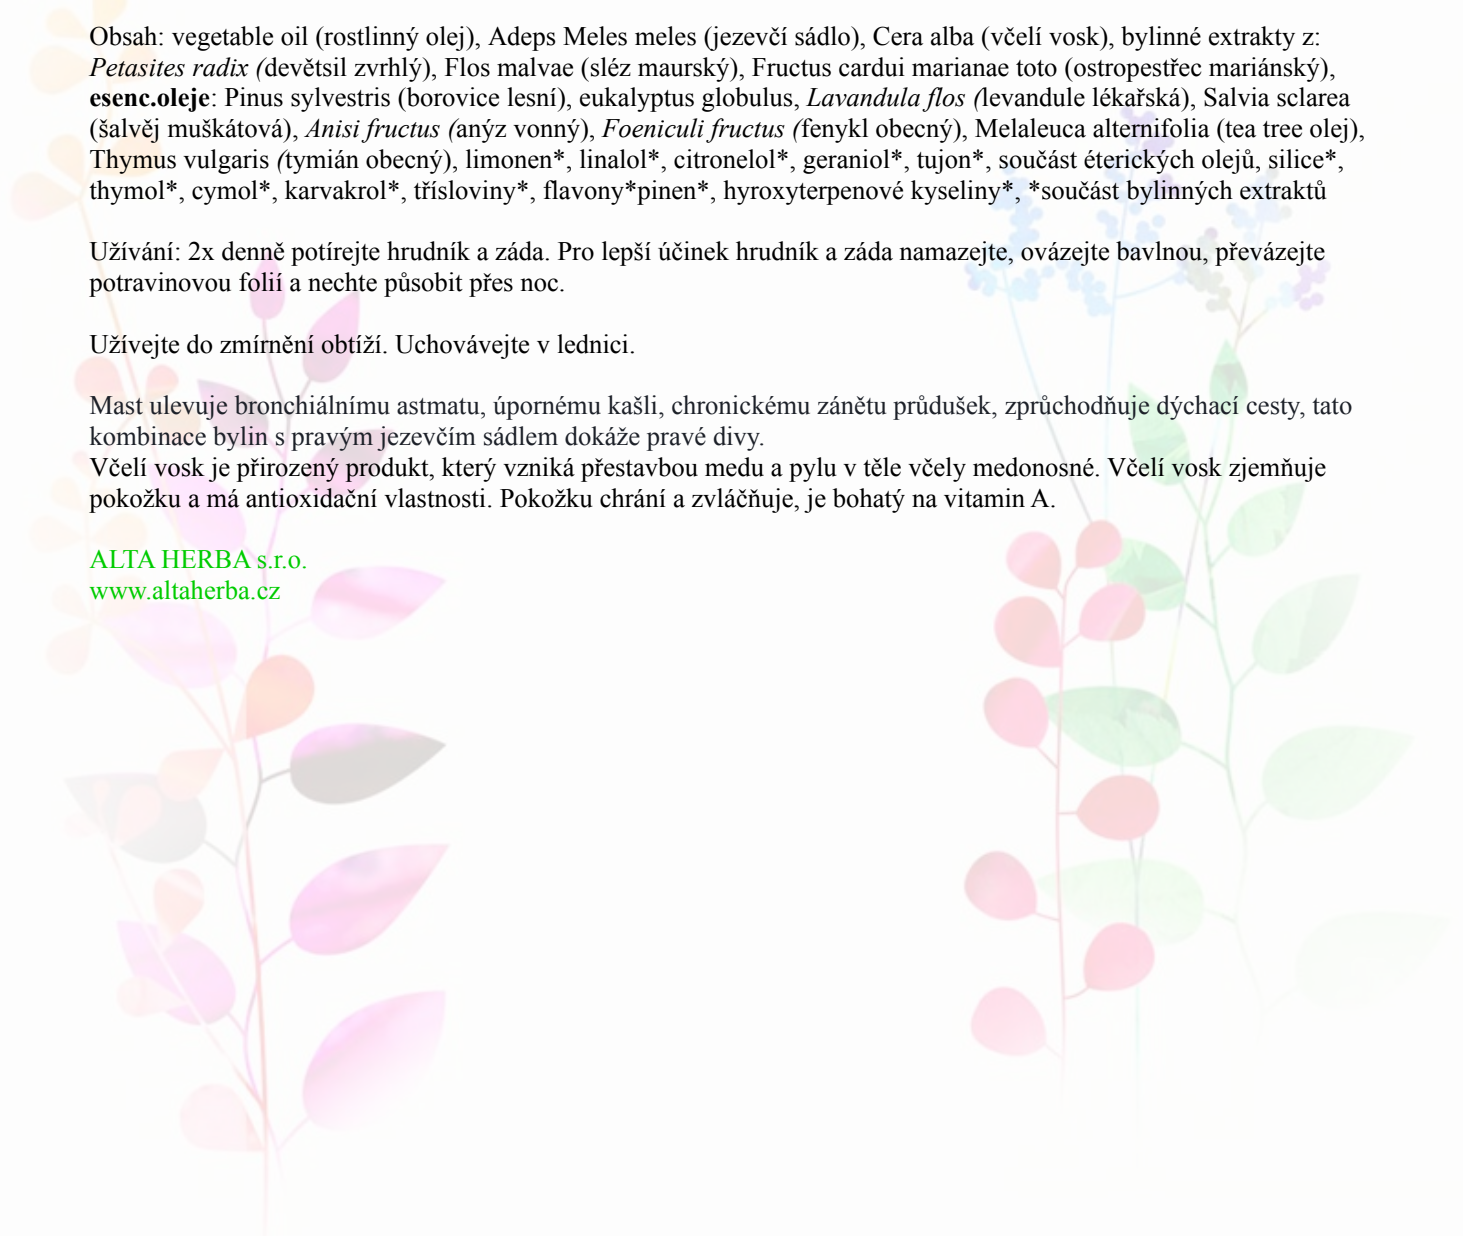 Obsah: vegetable oil (rostlinný olej), Adeps Meles meles (jezevčí sádlo), Cera alba (včelí vosk), bylinné extrakty z:
Petasites radix (devětsil zvrhlý), Flos malvae (sléz maurský), Fructus cardui marianae toto (ostropestřec mariánský),
esenc.oleje: Pinus sylvestris (borovice lesní), eukalyptus globulus, Lavandula flos (levandule lékařská), Salvia sclarea
(šalvěj muškátová), Anisi fructus (anýz vonný), Foeniculi fructus (fenykl obecný), Melaleuca alternifolia (tea tree olej),
Thymus vulgaris (tymián obecný), limonen*, linalol*, citronelol*, geraniol*, tujon*, součást éterických olejů, silice*,
thymol*, cymol*, karvakrol*, třísloviny*, flavony*pinen*, hyroxyterpenové kyseliny*, *součást bylinných extraktů
Užívání: 2x denně potírejte hrudník a záda. Pro lepší účinek hrudník a záda namazejte, ovázejte bavlnou, převázejte
potravinovou folií a nechte působit přes noc.
Užívejte do zmírnění obtíží. Uchovávejte v lednici.
Mast ulevuje bronchiálnímu astmatu, úpornému kašli, chronickému zánětu průdušek, zprůchodňuje dýchací cesty, tato
kombinace bylin s pravým jezevčím sádlem dokáže pravé divy.
Včelí vosk je přirozený produkt, který vzniká přestavbou medu a pylu v těle včely medonosné. Včelí vosk zjemňuje
pokožku a má antioxidační vlastnosti. Pokožku chrání a zvláčňuje, je bohatý na vitamin A.
ALTA HERBA s.r.o.
www.altaherba.cz